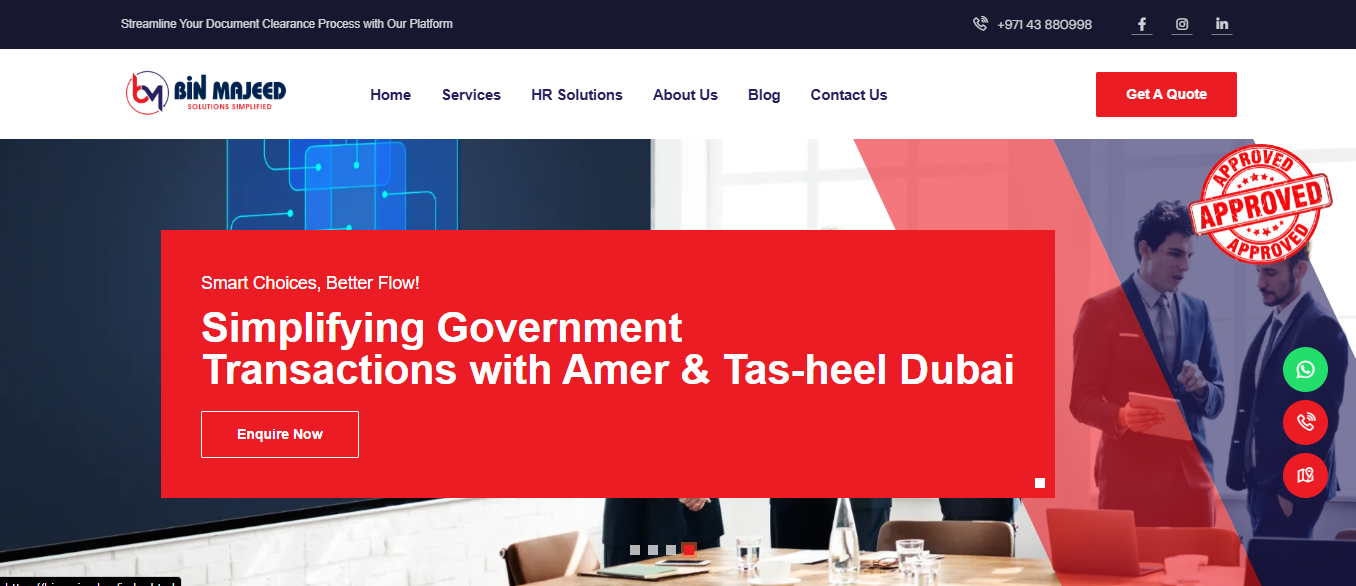 Streamline Your Document Clearance Process with Our Platform
+971 43 880998
BIN MAJEED
SOLUTIONS SIMPLIFIED
Home
Services
HR Solutions
About Us
Blog
Contact Us
Get A Quote
APPROVED
APPROVED
APPROVED
Smart Choices, Better Flow!
Simplifying Government
Transactions with Amer & Tas-heel Dubai
Enquire Now